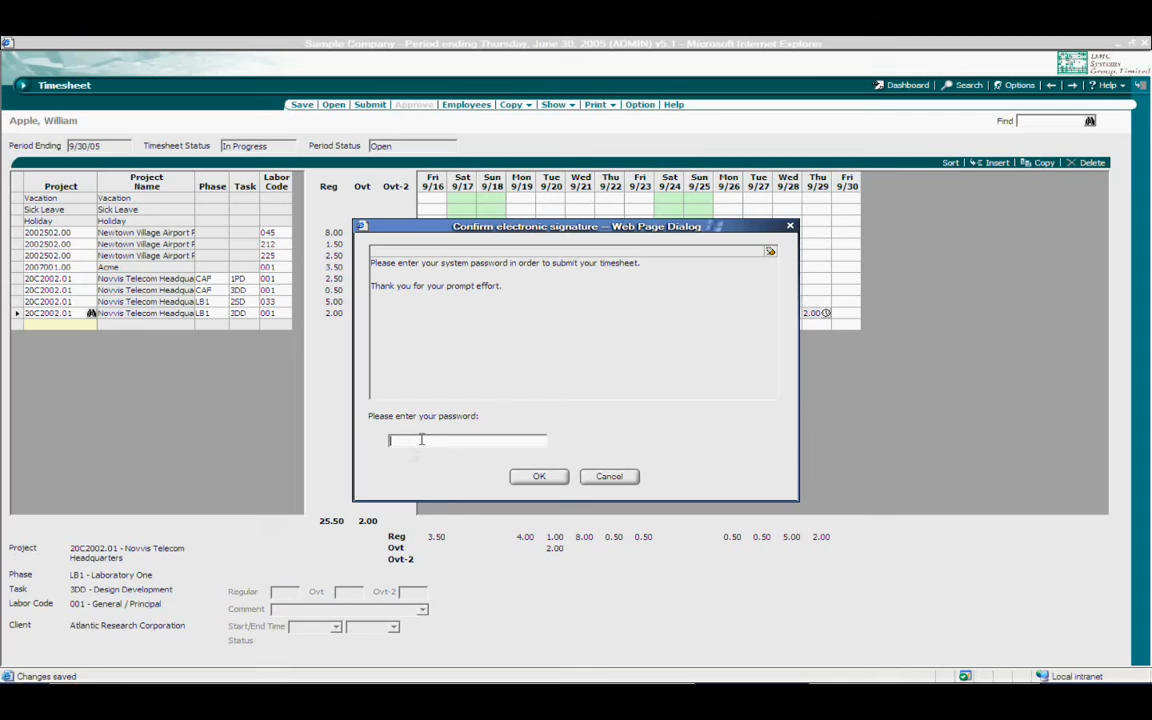 Sample Company - Period ending Thursday, June 30, 2005 (ADMIN) v5.1 - Microsoft Internet Explorer
DMC Systems Group, Limited
Timesheet
Dashboard Search Options Help
Save Open Submit Approve Employees Copy Show Print Option Help
Apple, William
Find
Period Ending 9/30/05 Timesheet Status In Progress Period Status Open
Sort Insert Copy Delete
Project Project Name Phase Task Labor Code Reg Ovt Ovt-2 Fri 9/16 Sat 9/17 Sun 9/18 Mon 9/19 Tue 9/20 Wed 9/21 Thu 9/22 Fri 9/23 Sat 9/24 Sun 9/25 Mon 9/26 Tue 9/27 Wed 9/28 Thu 9/29 Fri 9/30
Vacation Vacation
Sick Leave Sick Leave
Holiday Holiday
2002502.00 Newtown Village Airport F 045 8.00
2002502.00 Newtown Village Airport F 212 1.50
2002502.00 Newtown Village Airport F 225 2.50
2007001.00 Acme 001 3.50
20C2002.01 Novvis Telecom Headqua CAF 1PD 001 2.50
20C2002.01 Novvis Telecom Headqua CAF 3DD 001 0.50
20C2002.01 Novvis Telecom Headqua LB1 2SD 033 5.00
20C2002.01 Novvis Telecom Headqua LB1 3DD 001 2.00 2.00
Confirm electronic signature -- Web Page Dialog
Please enter your system password in order to submit your timesheet.
Thank you for your prompt effort.
Please enter your password:
OK Cancel
25.50 2.00
Reg 3.50 4.00 1.00 8.00 0.50 0.50 0.50 0.50 5.00 2.00
Ovt 2.00
Ovt-2
Project 20C2002.01 - Novvis Telecom
Headquarters
Phase LB1 - Laboratory One
Task 3DD - Design Development
Labor Code 001 - General / Principal
Client Atlantic Research Corporation
Regular Ovt Ovt-2
Comment
Start/End Time
Status
Changes saved
Local intranet